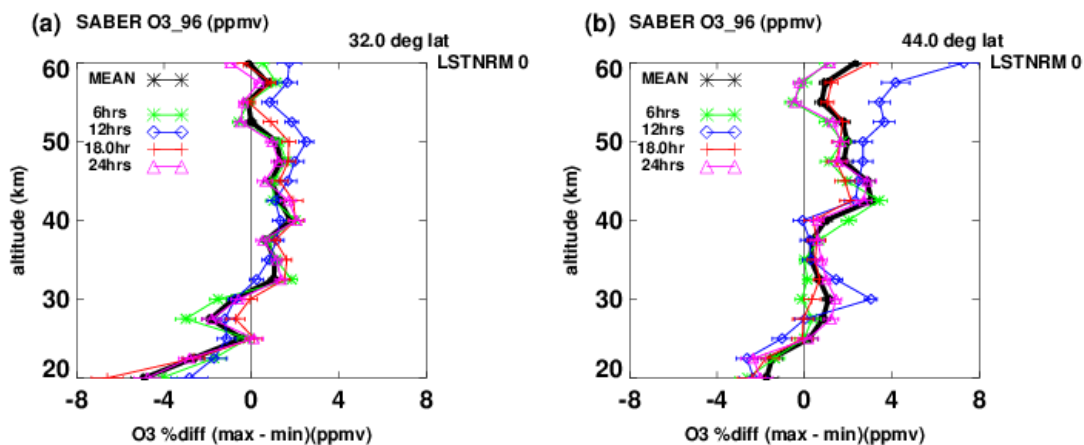 (a) SABER O3_96 (ppmv)
32.0 deg lat
LSTNRM 0
MEAN
6hrs
12hrs
18.0hr
24hrs
60
50
40
30
20
altitude (km)
-8 -4 0 4 8
O3 %diff (max - min)(ppmv)
(b) SABER O3_96 (ppmv)
44.0 deg lat
LSTNRM 0
MEAN
6hrs
12hrs
18.0hr
24hrs
60
50
40
30
20
altitude (km)
-8 -4 0 4 8
O3 %diff (max - min)(ppmv)